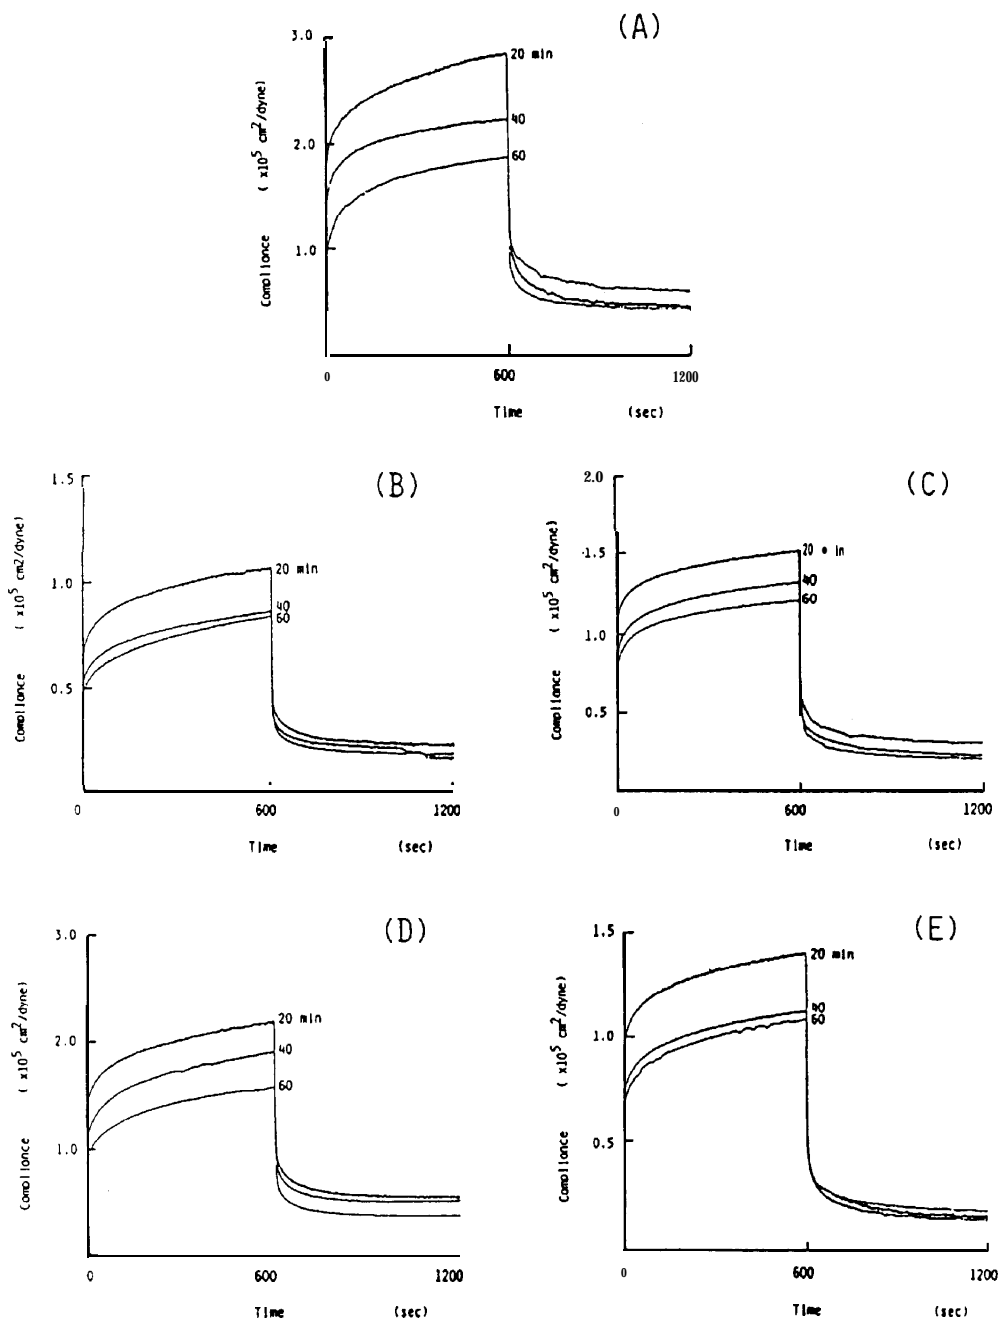 (A)
3.0
2.0
1.0
20 min
40
60
Compliance ( x10⁵ cm²/dyne)
0 600 1200
Time (sec)
(B)
1.5
1.0
0.5
20 min
40
60
Compliance ( x10⁵ cm2/dyne)
0 600 1200
Time (sec)
(C)
2.0
1.5
1.0
0.5
20 • in
40
60
Compliance ( x10⁵ cm²/dyne)
0 600 1200
Time (sec)
(D)
3.0
2.0
1.0
20 min
40
60
Compliance ( x10⁵ cm²/dyne)
0 600 1200
Time (sec)
(E)
1.5
1.0
0.5
20 min
40
60
Compliance ( x10⁵ cm²/dyne)
0 600 1200
Time (sec)